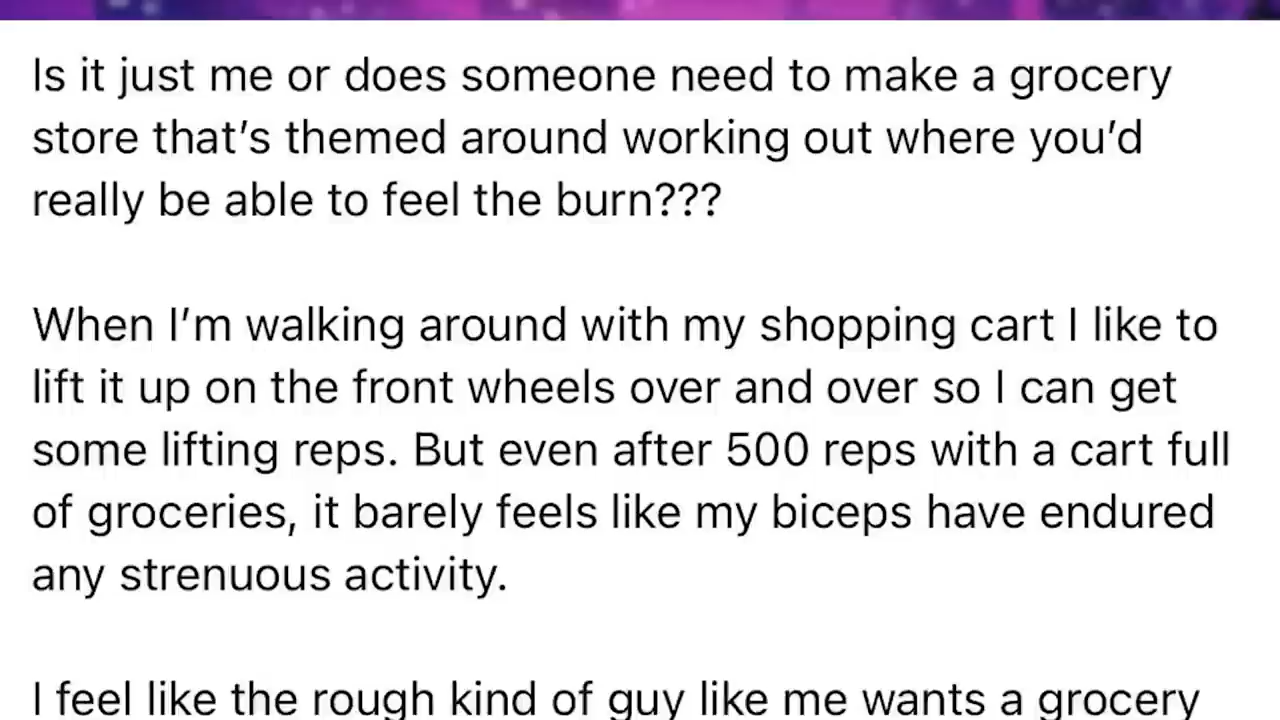 Is it just me or does someone need to make a grocery
store that’s themed around working out where you’d
really be able to feel the burn???
When I’m walking around with my shopping cart I like to
lift it up on the front wheels over and over so I can get
some lifting reps. But even after 500 reps with a cart full
of groceries, it barely feels like my biceps have endured
any strenuous activity.
I feel like the rough kind of guy like me wants a grocery